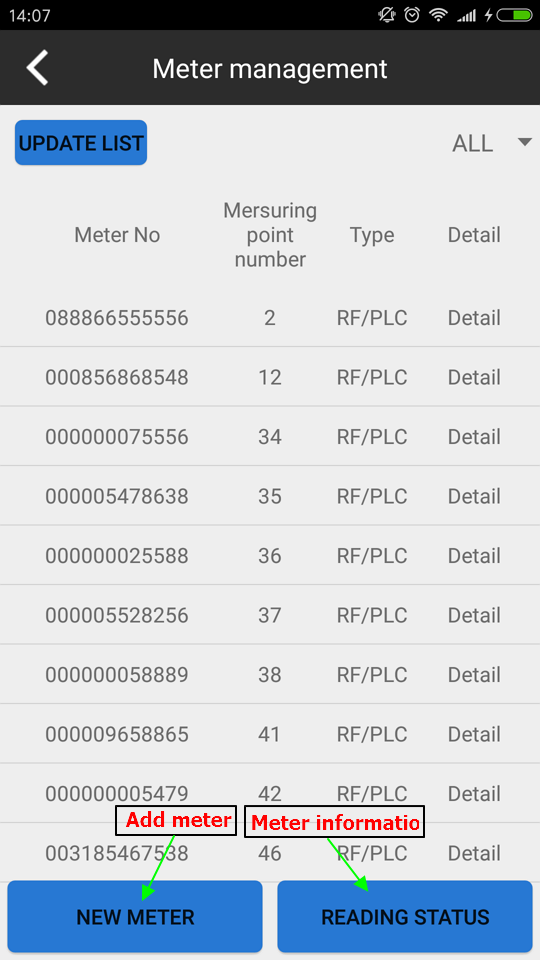 14:07
Meter management
UPDATE LIST ALL
Mersuring
Meter No point Type Detail
number
088866555556 2 RF/PLC Detail
000856868548 12 RF/PLC Detail
000000075556 34 RF/PLC Detail
000005478638 35 RF/PLC Detail
000000025588 36 RF/PLC Detail
000005528256 37 RF/PLC Detail
000000058889 38 RF/PLC Detail
000009658865 41 RF/PLC Detail
000000005479 42 RF/PLC Detail
Add meter Meter informatio
003185467538 46 RF/PLC Detail
NEW METER READING STATUS